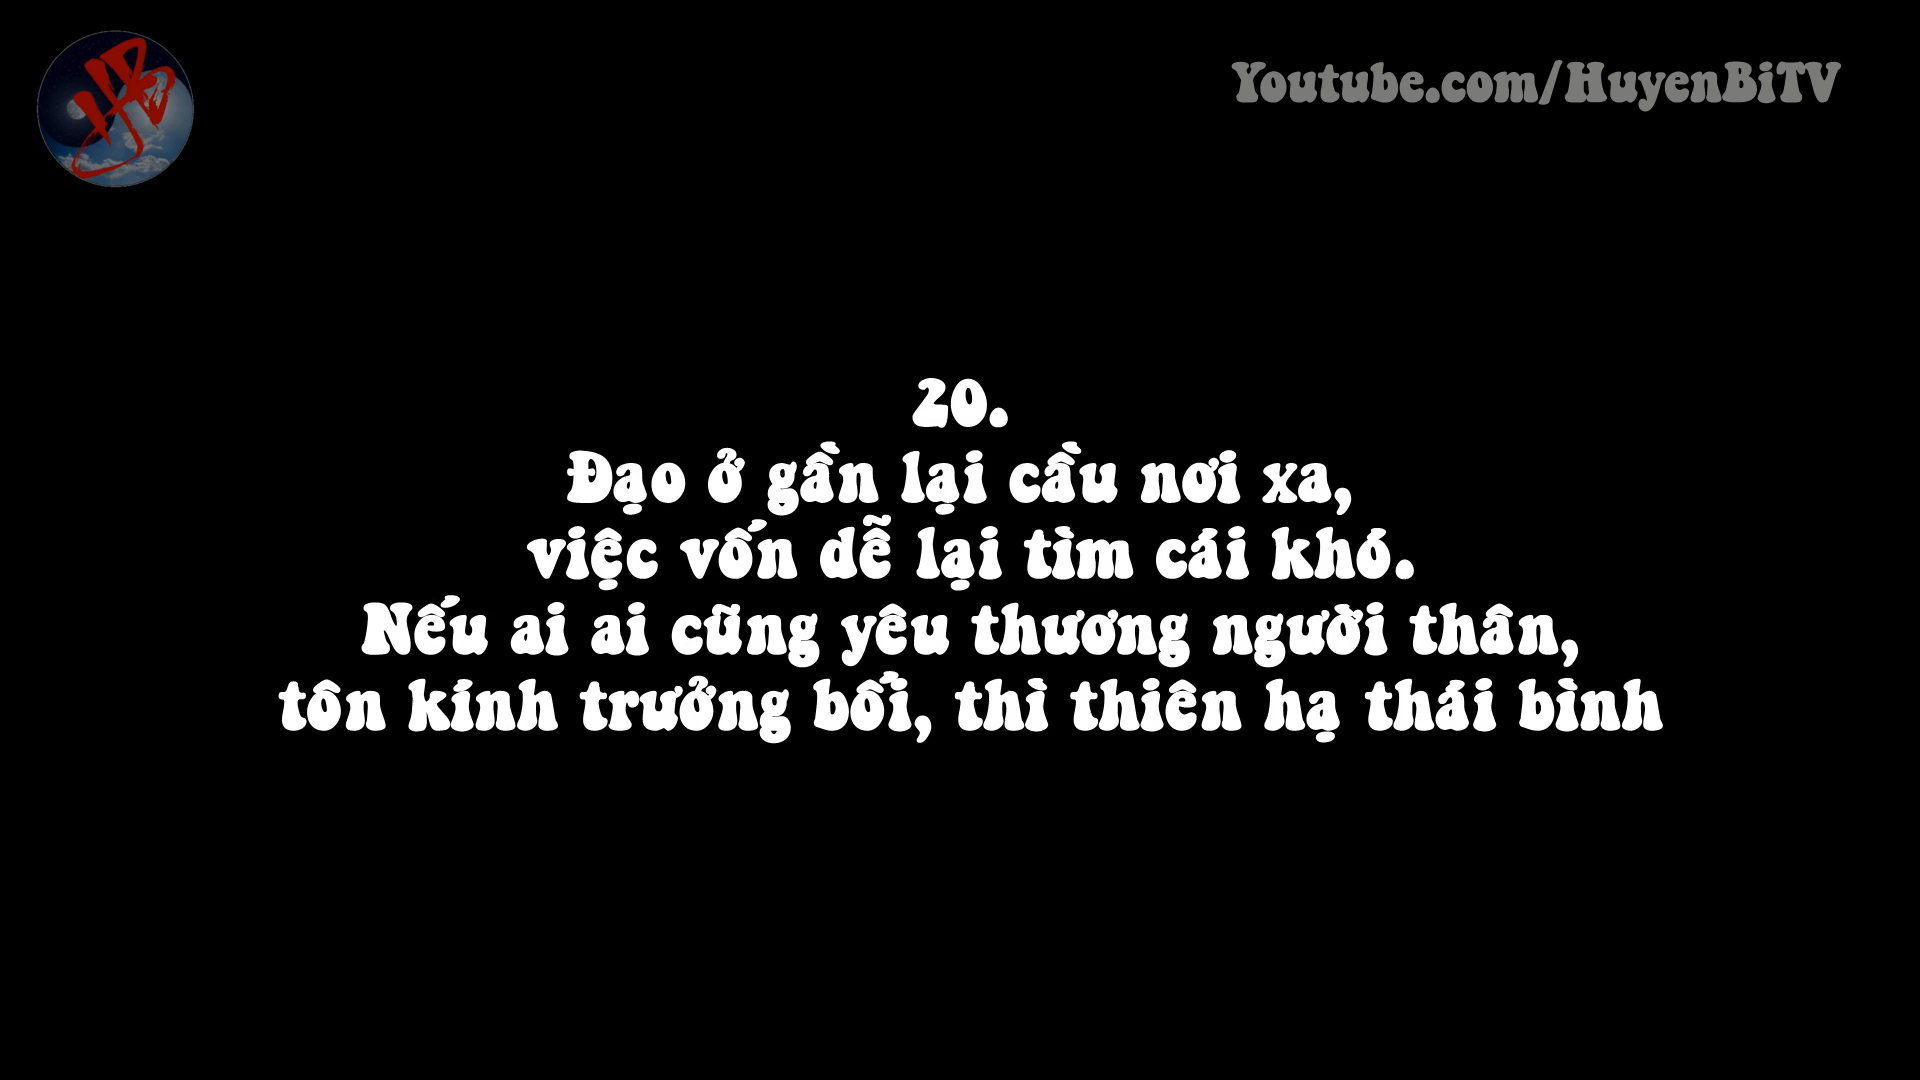 HB
Youtube.com/HuyenBiTV
20.
Đạo ở gần lại cầu nơi xa,
việc vốn dễ lại tìm cái khó.
Nếu ai ai cũng yêu thương người thân,
tôn kính trưởng bối, thì thiên hạ thái bình